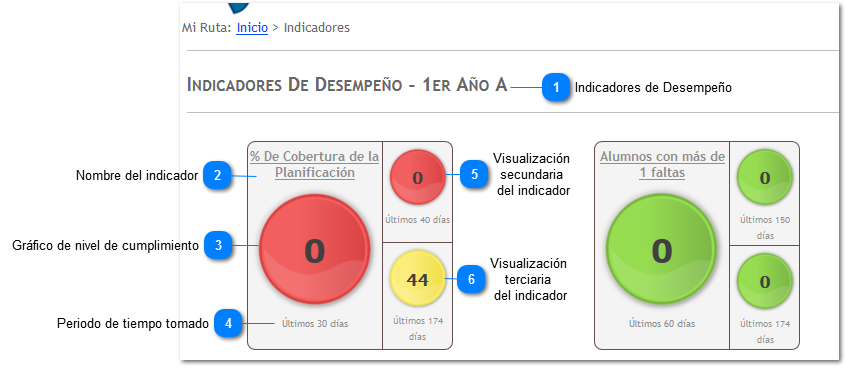 Mi Ruta: Inicio > Indicadores
Indicadores De Desempeño - 1er Año A
1 Indicadores de Desempeño
Nombre del indicador 2
% De Cobertura de la
Planificación
0
Últimos 40 días
5 Visualización
secundaria
del indicador
Gráfico de nivel de cumplimiento 3
0
44
Últimos 174
días
6 Visualización
terciaria
del indicador
Periodo de tiempo tomado 4
Últimos 30 días
Alumnos con más de
1 faltas
0
Últimos 60 días
0
Últimos 150
días
0
Últimos 174
días